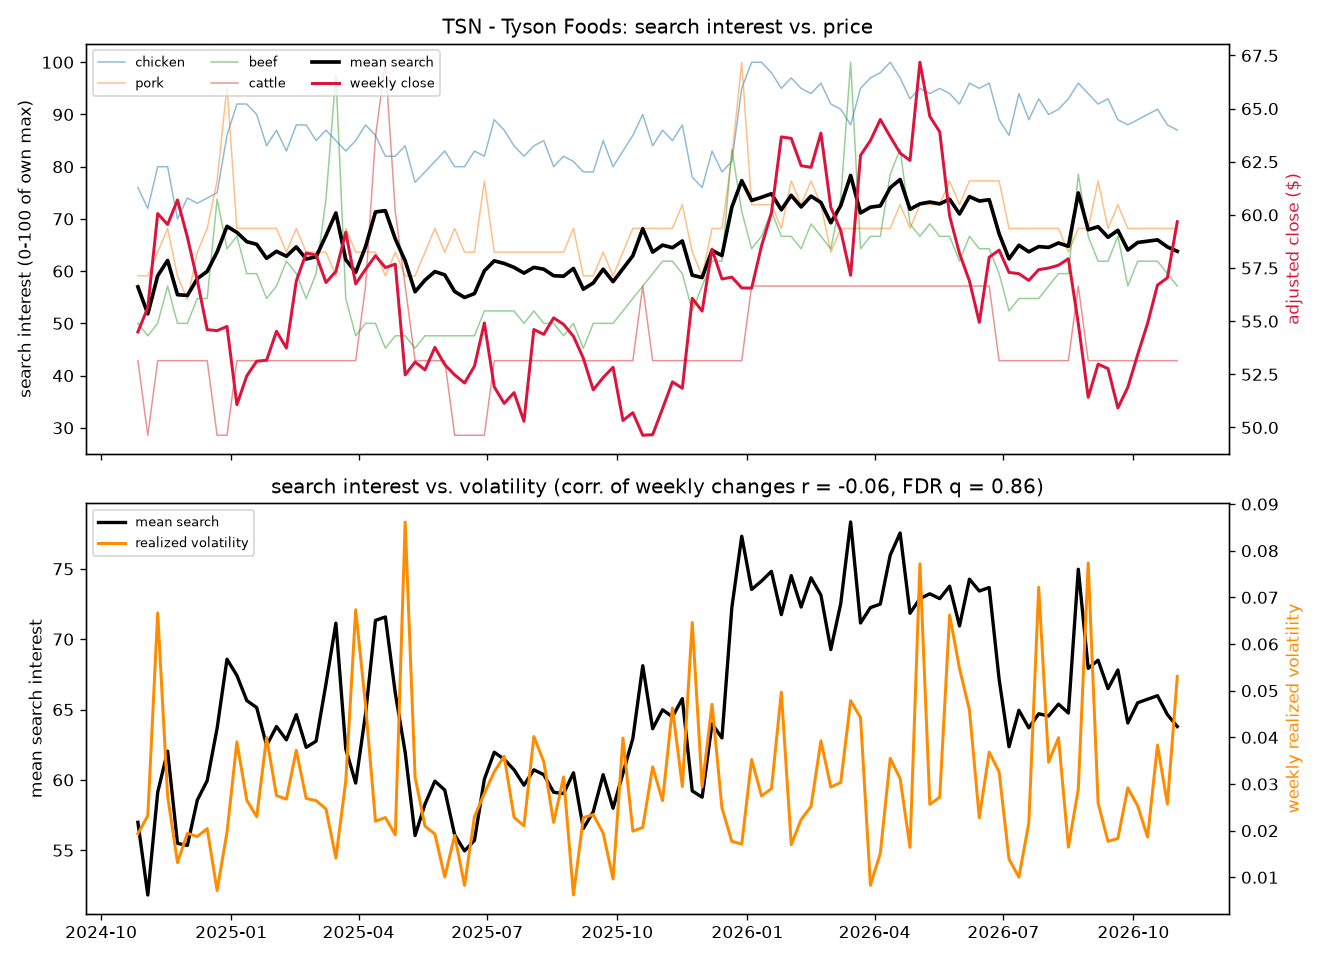 TSN - Tyson Foods: search interest vs. price
chicken
pork
beef
cattle
mean search
weekly close
search interest (0-100 of own max)
100
90
80
70
60
50
40
30
67.5
65.0
62.5
60.0
57.5
55.0
52.5
50.0
adjusted close ($)
search interest vs. volatility (corr. of weekly changes r = -0.06, FDR q = 0.86)
mean search
realized volatility
mean search interest
75
70
65
60
55
0.09
0.08
0.07
0.06
0.05
0.04
0.03
0.02
0.01
weekly realized volatility
2024-10
2025-01
2025-04
2025-07
2025-10
2026-01
2026-04
2026-07
2026-10